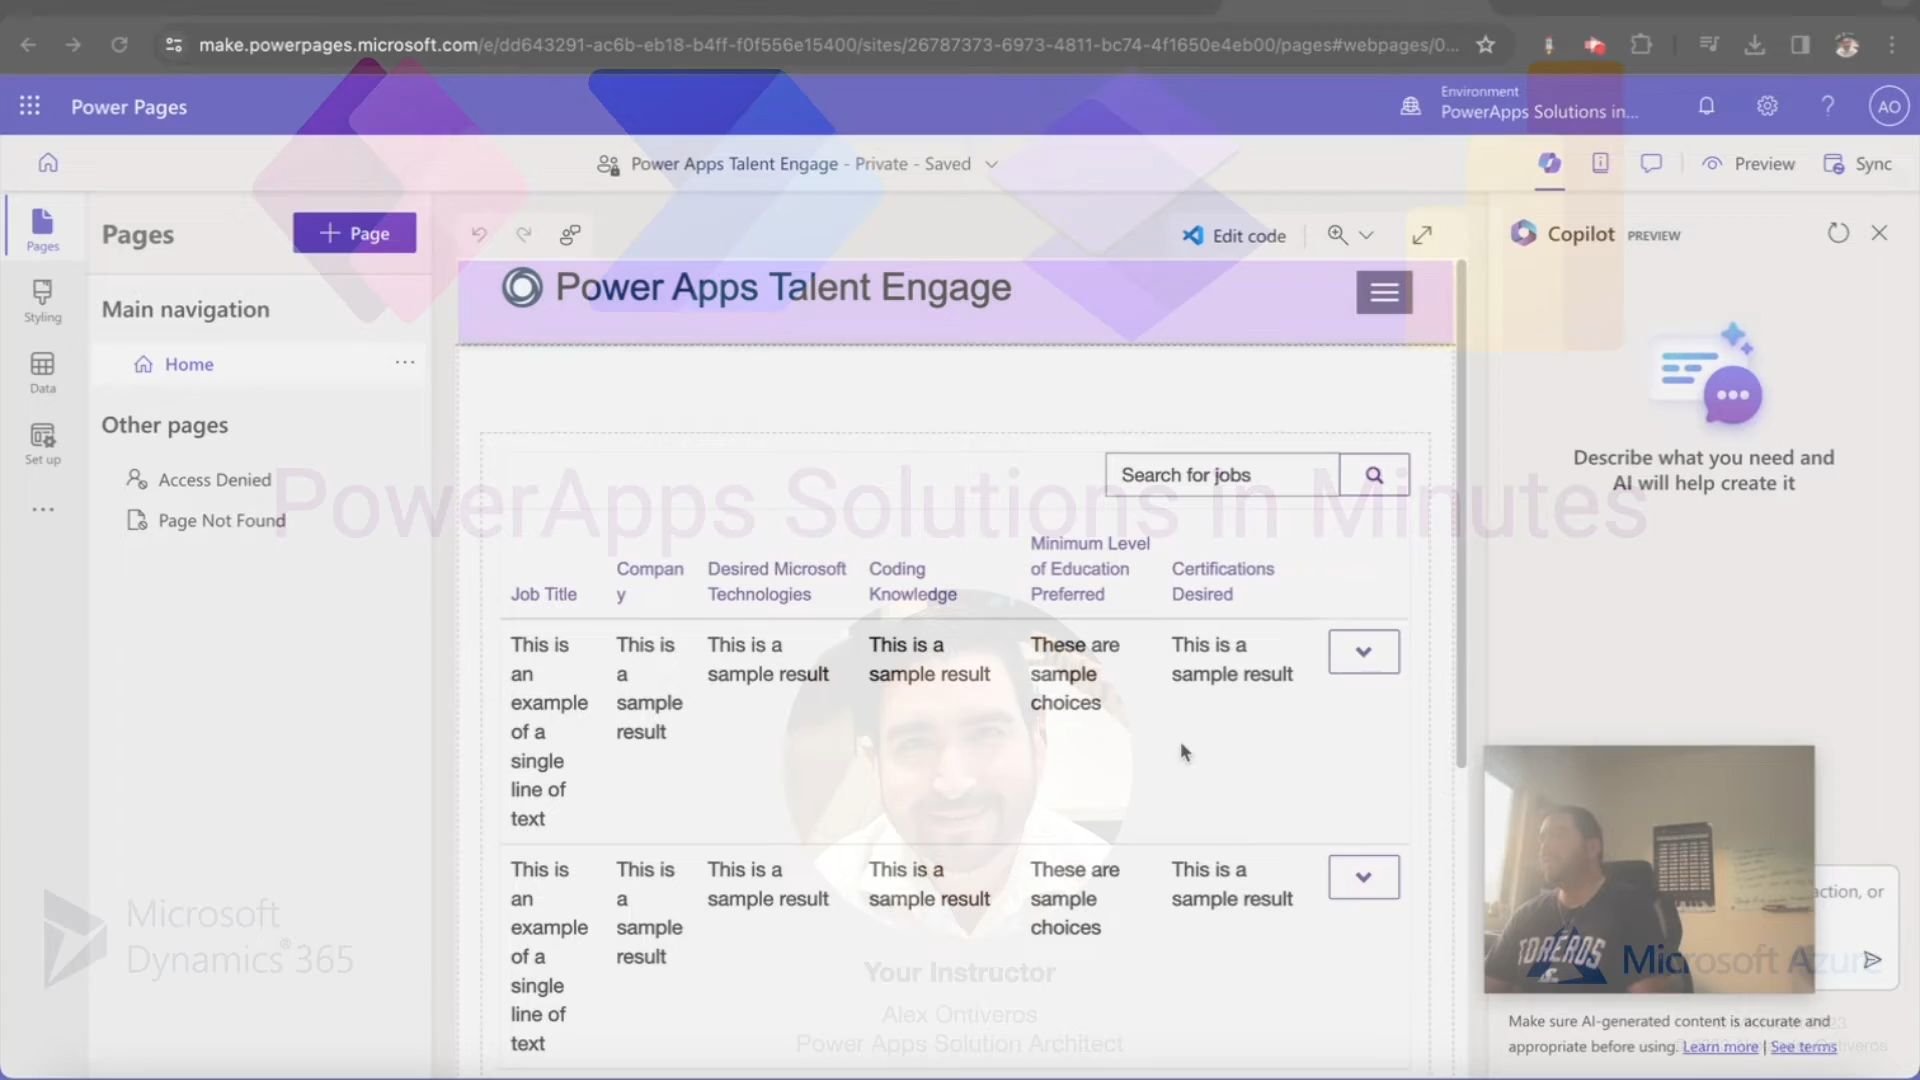 make.powerpages.microsoft.com/e/dd643291-ac6b-eb18-b4ff-f0f556e15400/sites/26787373-6973-4811-bc74-4f1650e4eb00/pages#webpages/0...
Power Pages
Environment
PowerApps Solutions in...
AO
Power Apps Talent Engage - Private - Saved
Preview
Sync
Pages
Styling
Data
Set up
Pages
+ Page
Main navigation
Home
Other pages
Access Denied
Page Not Found
Edit code
Power Apps Talent Engage
Search for jobs
PowerApps Solutions in Minutes
Job Title
Compan
y
Desired Microsoft
Technologies
Coding
Knowledge
Minimum Level
of Education
Preferred
Certifications
Desired
This is
an
example
of a
single
line of
text
This is
a
sample
result
This is a
sample result
This is a
sample result
These are
sample
choices
This is a
sample result
This is
an
example
of a
single
line of
text
This is
a
sample
result
This is a
sample result
This is a
sample result
These are
sample
choices
This is a
sample result
Your Instructor
Alex Ontiveros
Power Apps Solution Architect
Microsoft
Dynamics® 365
Copilot PREVIEW
Describe what you need and
AI will help create it
TOREROS
Microsoft Azure
Make sure AI-generated content is accurate and
appropriate before using. Learn more | See terms